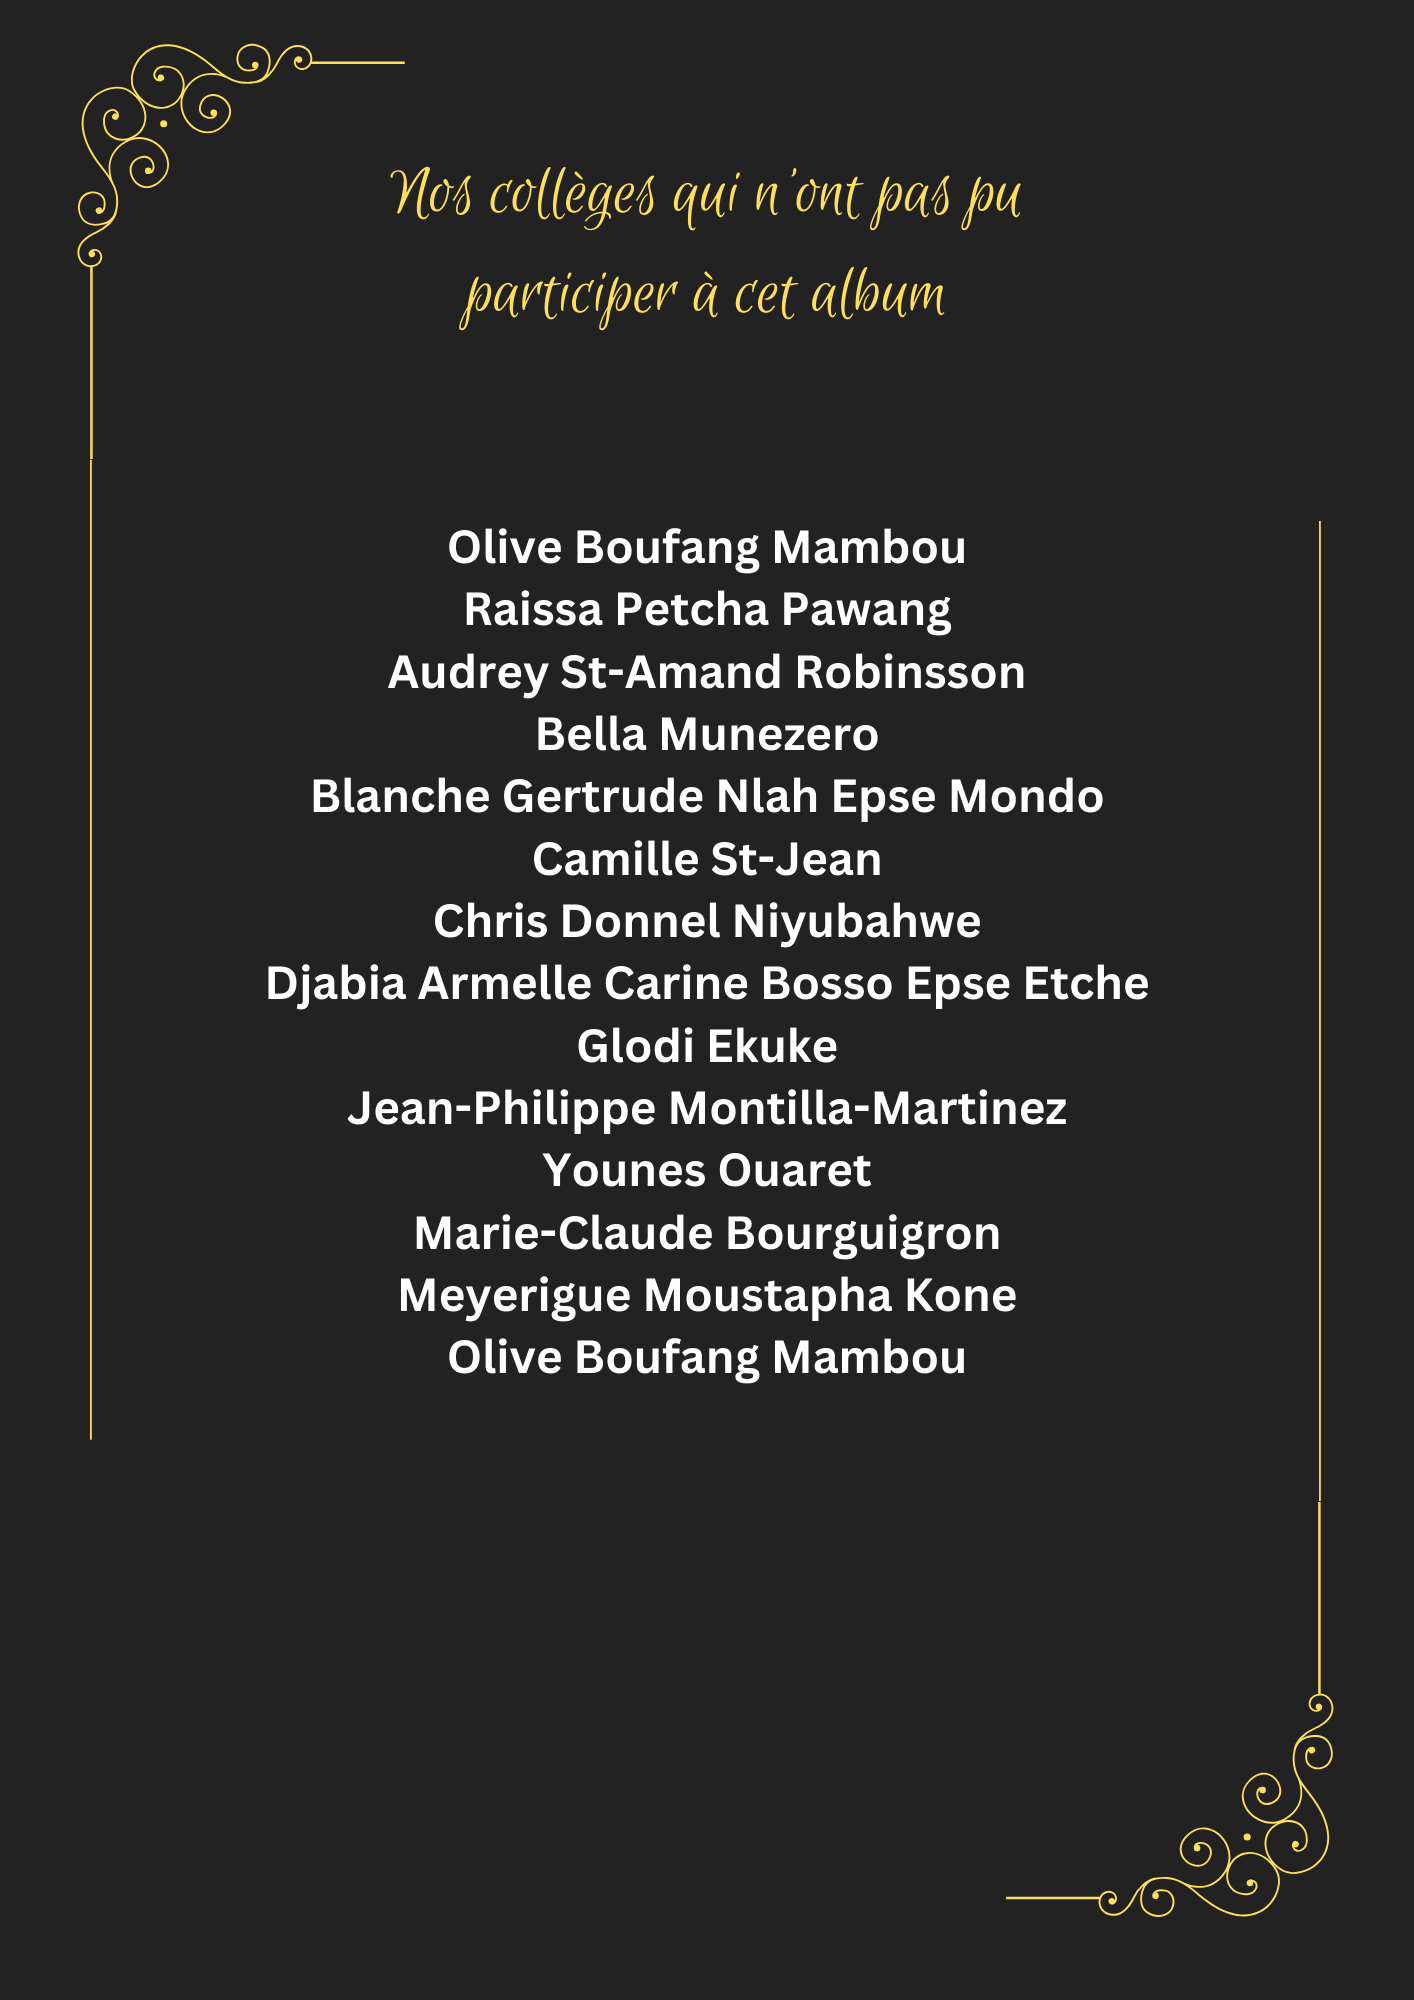 Nos collèges qui n'ont pas pu
participer à cet album
Olive Boufang Mambou
Raissa Petcha Pawang
Audrey St-Amand Robinsson
Bella Munezero
Blanche Gertrude Nlah Epse Mondo
Camille St-Jean
Chris Donnel Niyubahwe
Djabia Armelle Carine Bosso Epse Etche
Glodi Ekuke
Jean-Philippe Montilla-Martinez
Younes Ouaret
Marie-Claude Bourguigron
Meyerigue Moustapha Kone
Olive Boufang Mambou